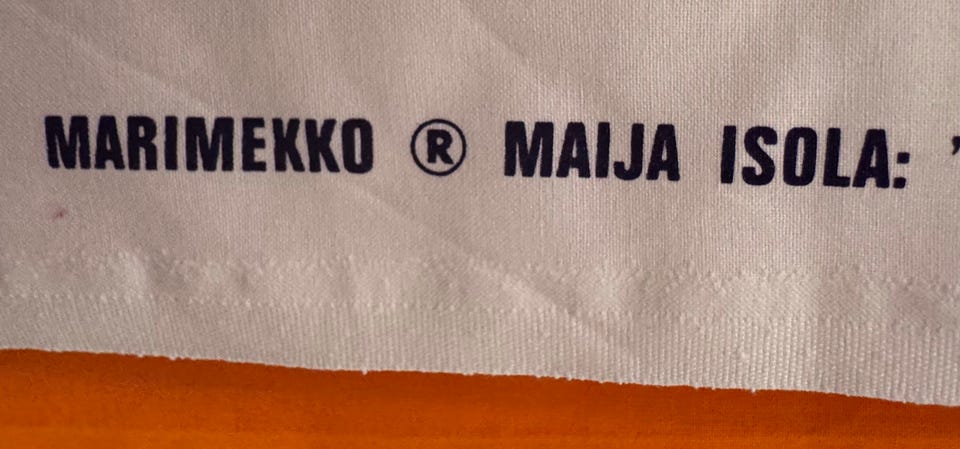 MARIMEKKO ® MAIJA ISOLA: ’